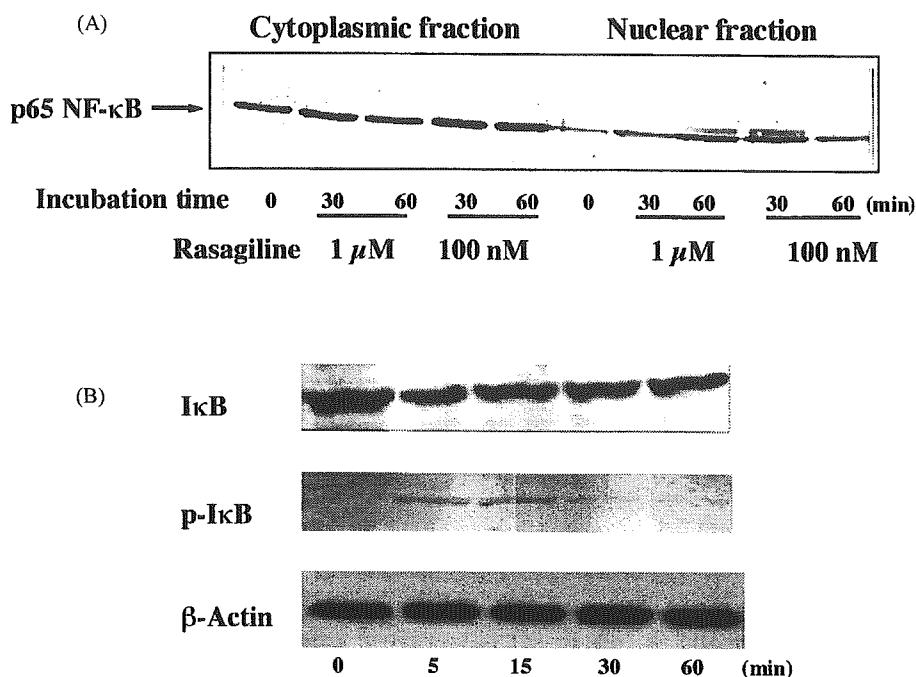 (A)
Cytoplasmic fraction Nuclear fraction
p65 NF-κB
Incubation time 0 30 60 30 60 0 30 60 30 60 (min)
Rasagiline 1 μM 100 nM 1 μM 100 nM
(B)
IκB
p-IκB
β-Actin
0 5 15 30 60 (min)